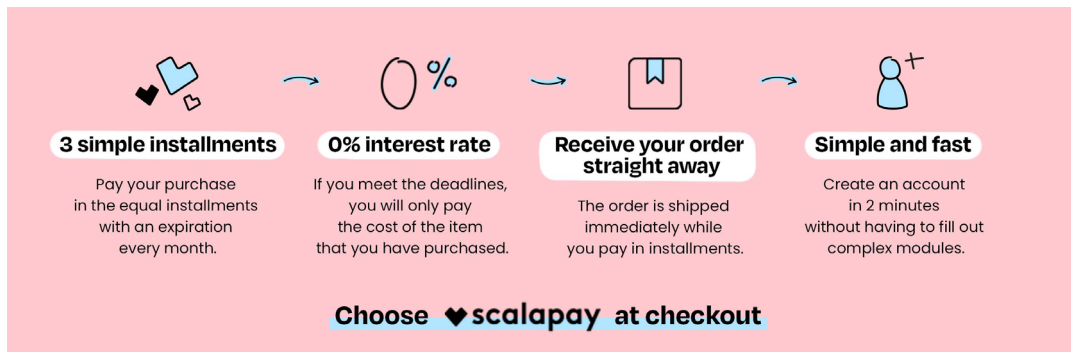 0%
3 simple installments
Pay your purchase
in the equal installments
with an expiration
every month.
0% interest rate
If you meet the deadlines,
you will only pay
the cost of the item
that you have purchased.
Receive your order
straight away
The order is shipped
immediately while
you pay in installments.
Simple and fast
Create an account
in 2 minutes
without having to fill out
complex modules.
Choose scalapay at checkout